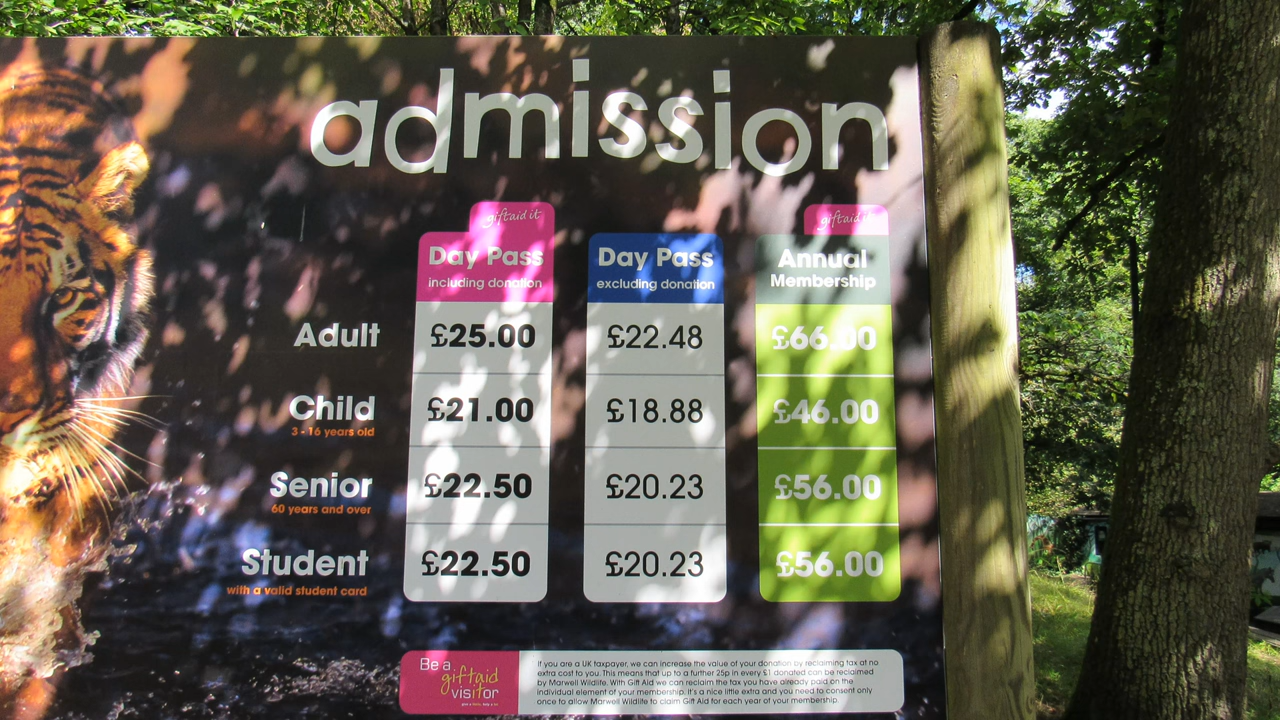 admission
giftaid it
giftaid it
Day Pass
including donation
Day Pass
excluding donation
Annual
Membership
Adult £25.00 £22.48 £66.00
Child £21.00 £18.88 £46.00
3 - 16 years old
Senior £22.50 £20.23 £56.00
60 years and over
Student £22.50 £20.23 £56.00
with a valid student card
Be a
giftaid
visitor
If you are a UK taxpayer, we can increase the value of your donation by reclaiming tax at no
extra cost to you. This means that up to a further 25p in every £1 donated can be reclaimed
by Marwell Wildlife. With Gift Aid we can reclaim the tax you have already paid on the
individual element of your membership. It's a nice little extra and you need to consent only
once to allow Marwell Wildlife to claim Gift Aid for each year of your membership.